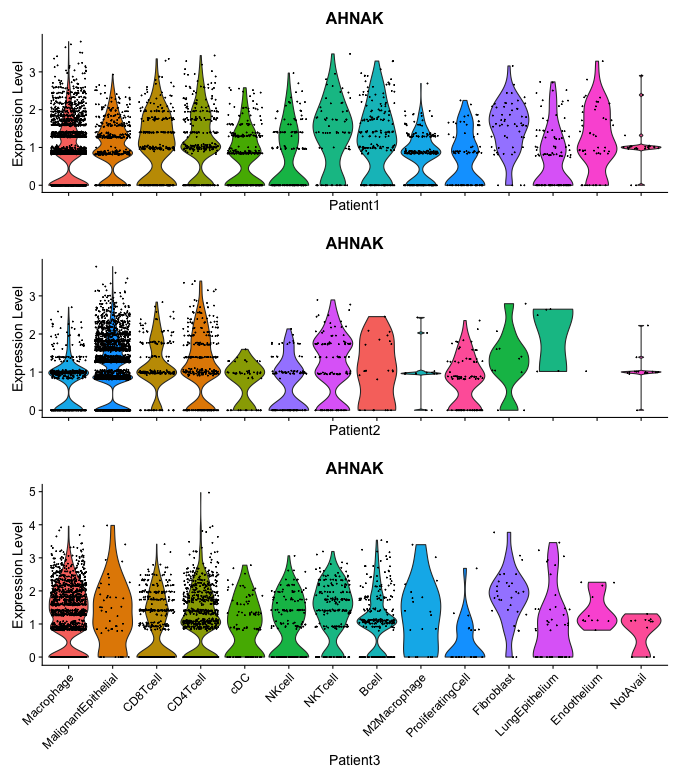 AHNAK
Expression Level
3
2
1
0
Patient1
AHNAK
Expression Level
3
2
1
0
Patient2
AHNAK
Expression Level
5
4
3
2
1
0
Macrophage
MalignantEpithelial
CD8Tcell
CD4Tcell
cDC
NKcell
NKTcell
Bcell
M2Macrophage
ProliferatingCell
Fibroblast
LungEpithelium
Endothelium
NotAvail
Patient3